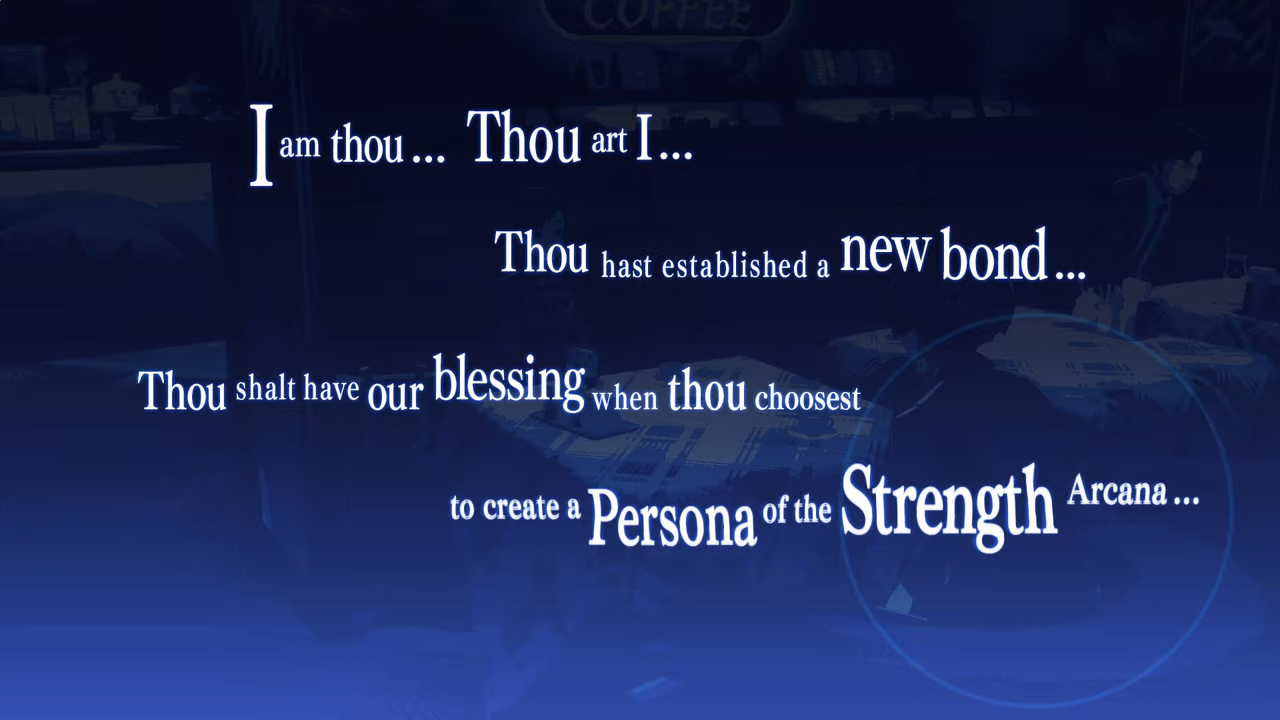 COFFEE
I am thou... Thou art I...
Thou hast established a new bond...
Thou shalt have our blessing when thou choosest
to create a Persona of the Strength Arcana...